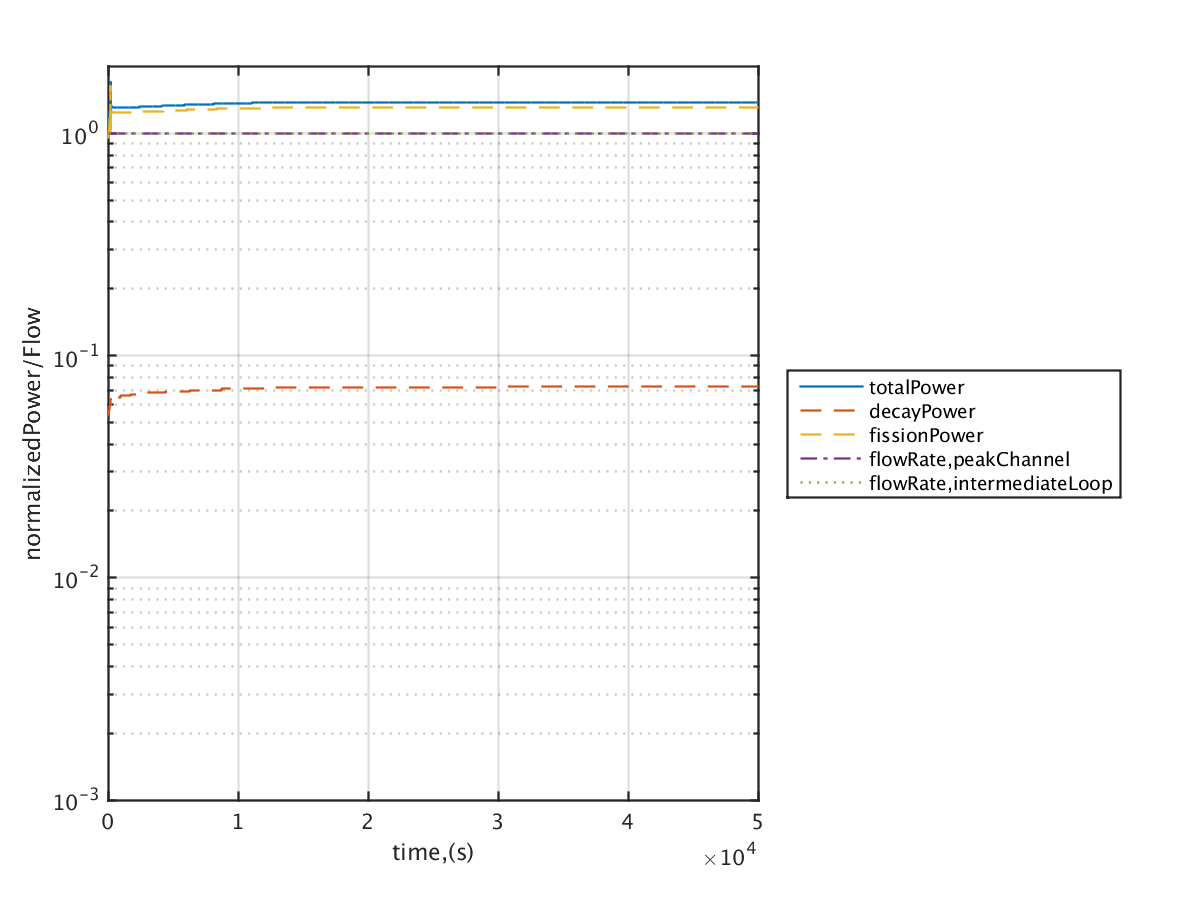 normalizedPower/Flow
10^0
10^-1
10^-2
10^-3
0 1 2 3 4 5
time,(s)
×10^4
totalPower
decayPower
fissionPower
flowRate,peakChannel
flowRate,intermediateLoop